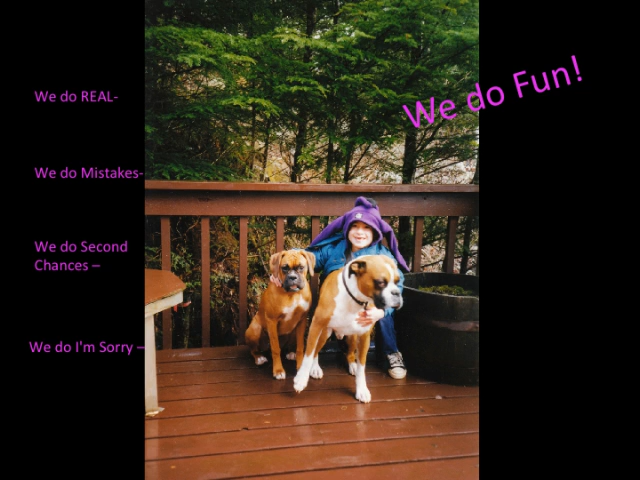 We do REAL-
We do Fun!
We do Mistakes-
We do Second
Chances –
We do I'm Sorry –